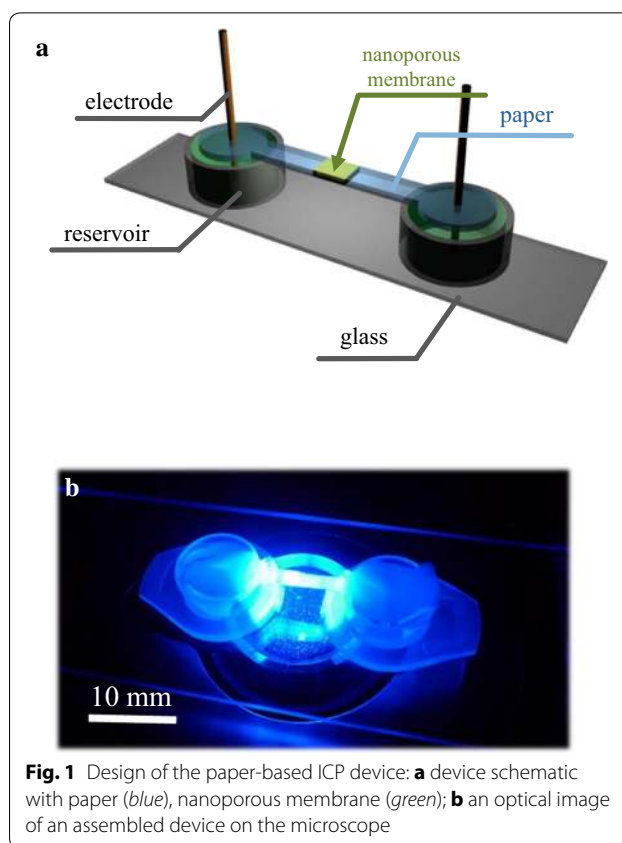 a
nanoporous
membrane
electrode
paper
reservoir
glass
b
10 mm
Fig. 1 Design of the paper-based ICP device: a device schematic
with paper (blue), nanoporous membrane (green); b an optical image
of an assembled device on the microscope